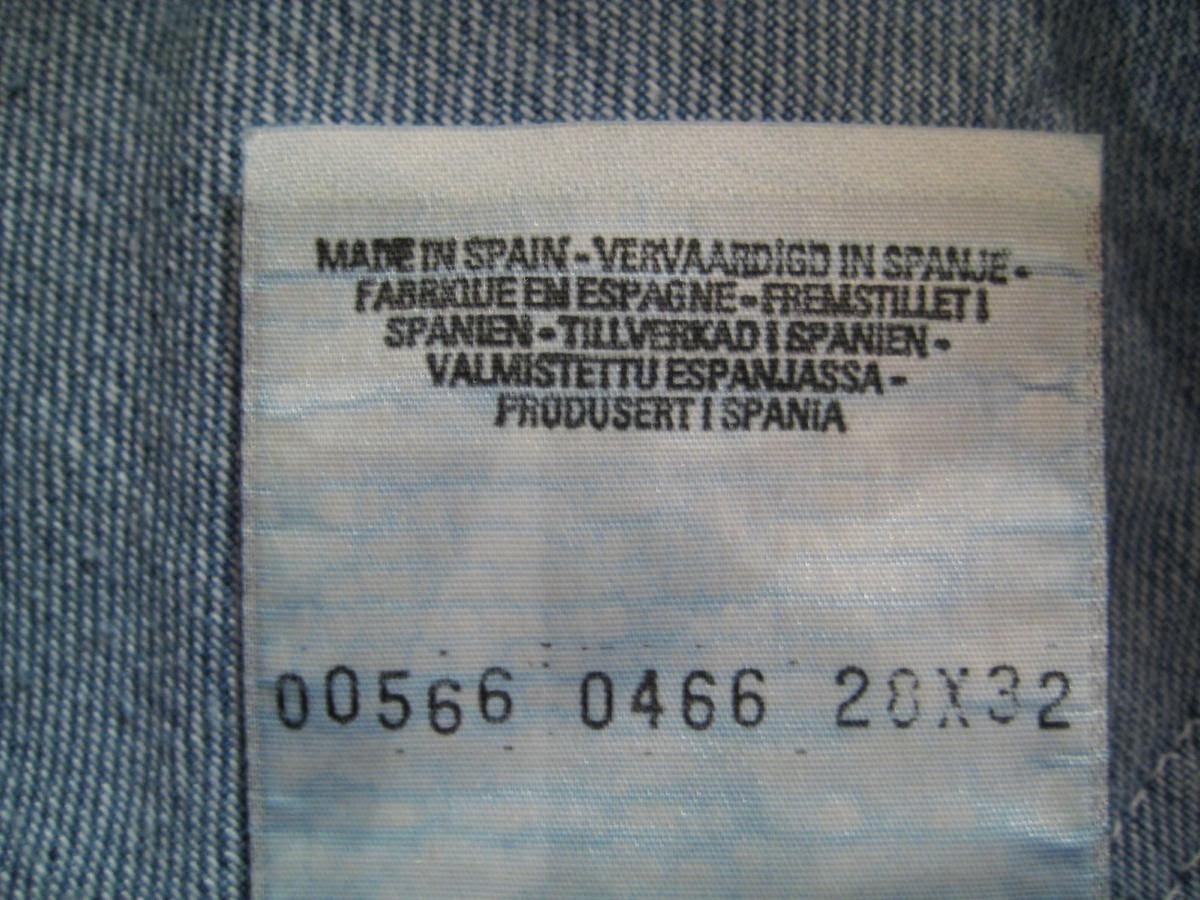 MADE IN SPAIN - VERVAARDIGD IN SPANJE -
FABRIQUE EN ESPAGNE - FREMSTILLET I
SPANIEN - TILLVERKAD I SPANIEN -
VALMISTETTU ESPANJASSA -
PRODUSERT I SPANIA
00566 0466 28X32